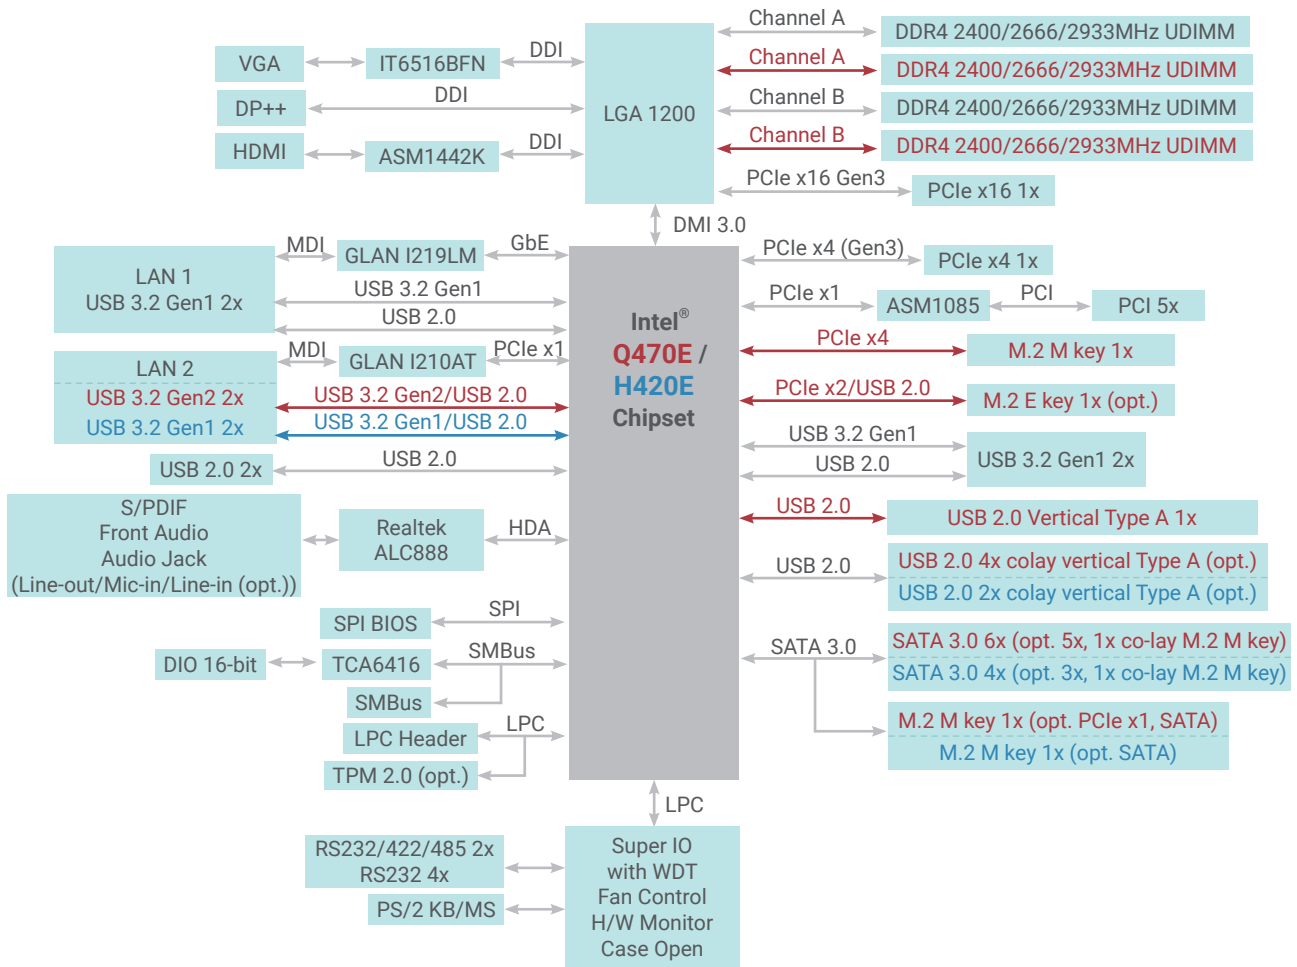 Channel A
DDR4 2400/2666/2933MHz UDIMM
VGA
IT6516BFN
DDI
Channel A
DDR4 2400/2666/2933MHz UDIMM
DP++
DDI
LGA 1200
Channel B
DDR4 2400/2666/2933MHz UDIMM
HDMI
ASM1442K
DDI
Channel B
DDR4 2400/2666/2933MHz UDIMM
PCIe x16 Gen3
PCIe x16 1x
DMI 3.0
LAN 1
USB 3.2 Gen1 2x
MDI
GLAN I219LM
GbE
USB 3.2 Gen1
USB 2.0
LAN 2
USB 3.2 Gen2 2x
USB 3.2 Gen1 2x
MDI
GLAN I210AT
PCIe x1
USB 3.2 Gen2/USB 2.0
USB 3.2 Gen1/USB 2.0
USB 2.0 2x
USB 2.0
S/PDIF
Front Audio
Audio Jack
(Line-out/Mic-in/Line-in (opt.))
Realtek
ALC888
HDA
SPI BIOS
SPI
DIO 16-bit
TCA6416
SMBus
SMBus
LPC Header
LPC
TPM 2.0 (opt.)
Intel®
Q470E /
H420E
Chipset
PCIe x4 (Gen3)
PCIe x4 1x
PCIe x1
ASM1085
PCI
PCI 5x
PCIe x4
M.2 M key 1x
PCIe x2/USB 2.0
M.2 E key 1x (opt.)
USB 3.2 Gen1
USB 2.0
USB 3.2 Gen1 2x
USB 2.0
USB 2.0 Vertical Type A 1x
USB 2.0
USB 2.0 4x colay vertical Type A (opt.)
USB 2.0 2x colay vertical Type A (opt.)
SATA 3.0
SATA 3.0 6x (opt. 5x, 1x co-lay M.2 M key)
SATA 3.0 4x (opt. 3x, 1x co-lay M.2 M key)
M.2 M key 1x (opt. PCIe x1, SATA)
M.2 M key 1x (opt. SATA)
LPC
RS232/422/485 2x
RS232 4x
PS/2 KB/MS
Super IO
with WDT
Fan Control
H/W Monitor
Case Open